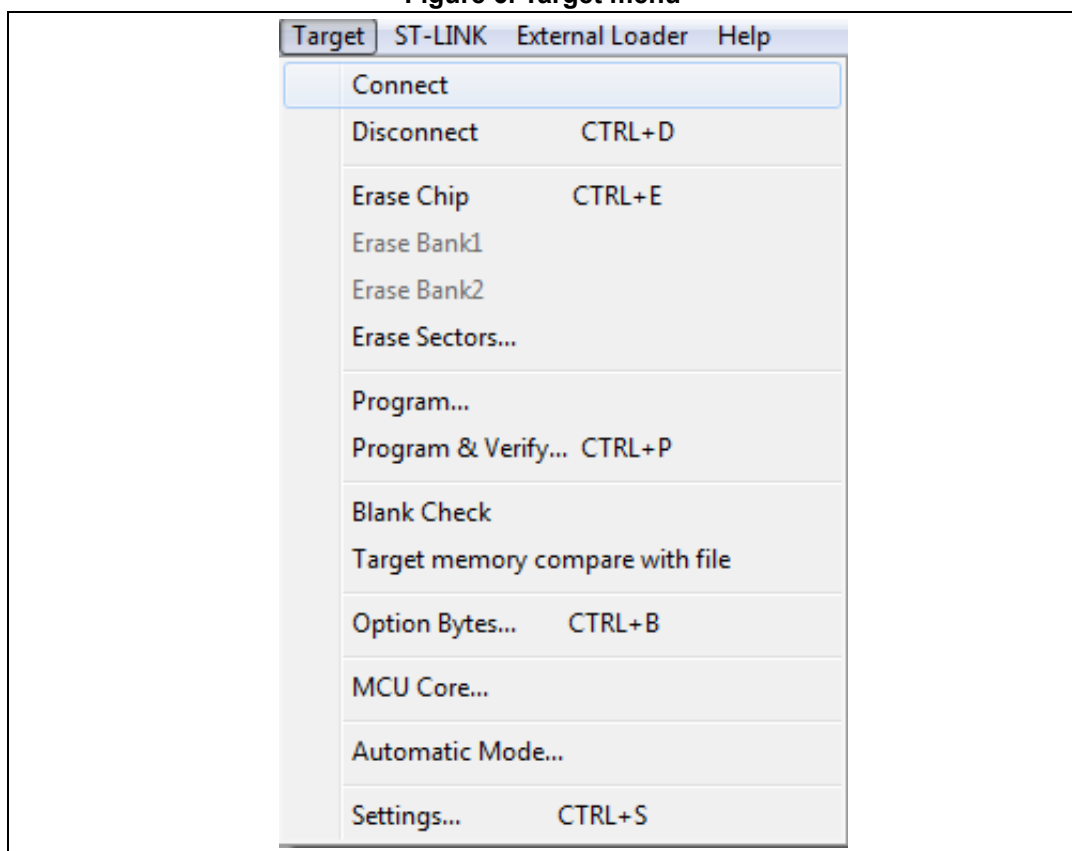 Target ST-LINK External Loader Help
Connect
Disconnect CTRL+D
Erase Chip CTRL+E
Erase Bank1
Erase Bank2
Erase Sectors...
Program...
Program & Verify... CTRL+P
Blank Check
Target memory compare with file
Option Bytes... CTRL+B
MCU Core...
Automatic Mode...
Settings... CTRL+S